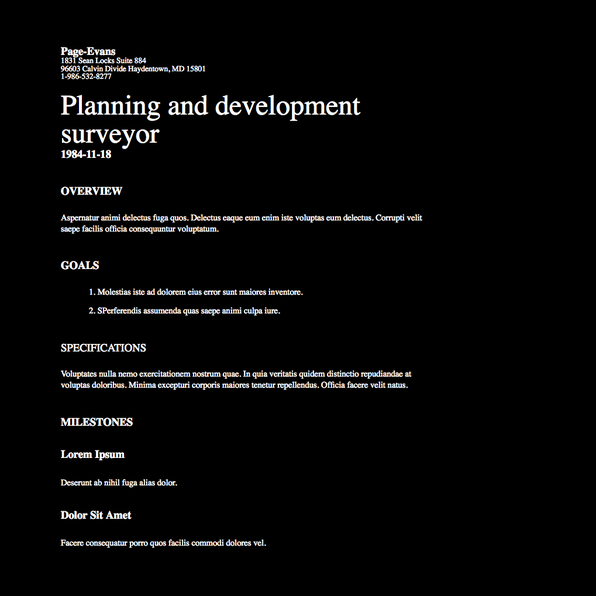 Page-Evans
1831 Sean Locks Suite 884
96603 Calvin Divide Haydentown, MD 15801
1-986-532-8277
Planning and development
surveyor
1984-11-18
OVERVIEW
Aspernatur animi delectus fuga quos. Delectus eaque eum enim iste voluptas eum delectus. Corrupti velit
saepe facilis officia consequuntur voluptatum.
GOALS
1. Molestias iste ad dolorem eius error sunt maiores inventore.
2. SPerferendis assumenda quas saepe animi culpa iure.
SPECIFICATIONS
Voluptates nulla nemo exercitationem nostrum quae. In quia veritatis quidem distinctio repudiandae at
voluptas doloribus. Minima excepturi corporis maiores tenetur repellendus. Officia facere velit natus.
MILESTONES
Lorem Ipsum
Deserunt ab nihil fuga alias dolor.
Dolor Sit Amet
Facere consequatur porro quos facilis commodi dolores vel.